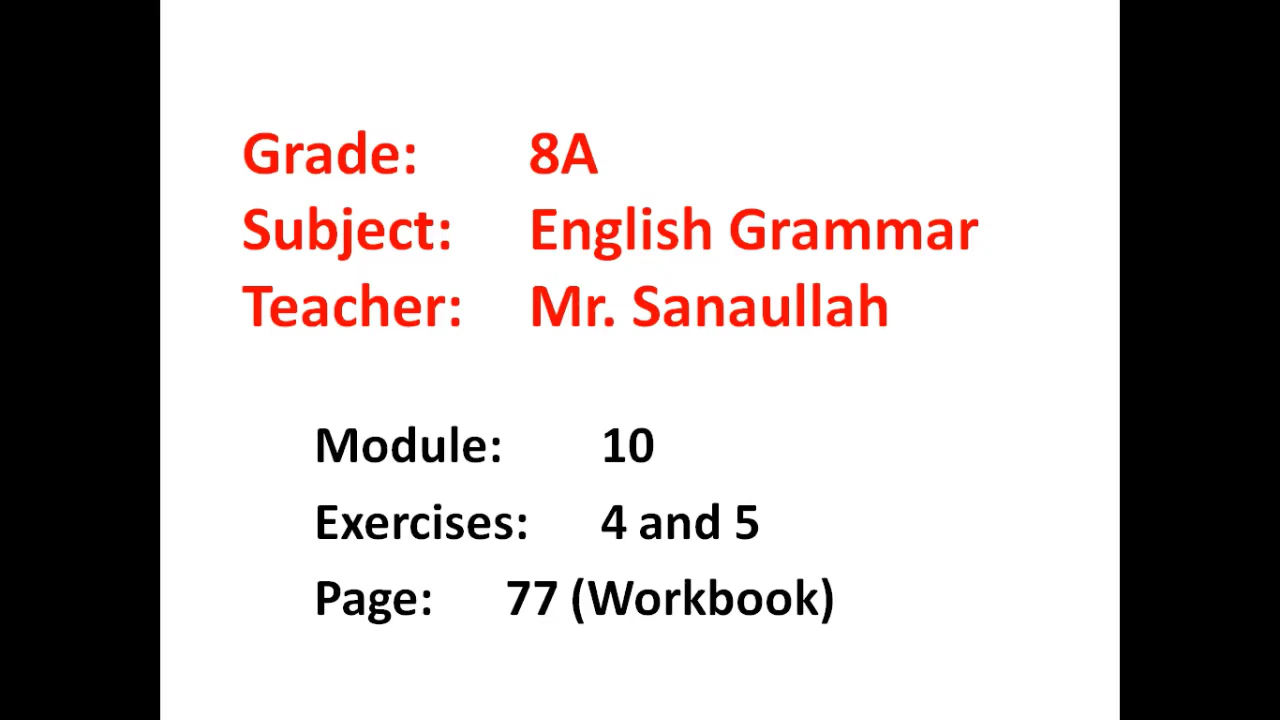 Grade: 8A
Subject: English Grammar
Teacher: Mr. Sanaullah
Module: 10
Exercises: 4 and 5
Page: 77 (Workbook)